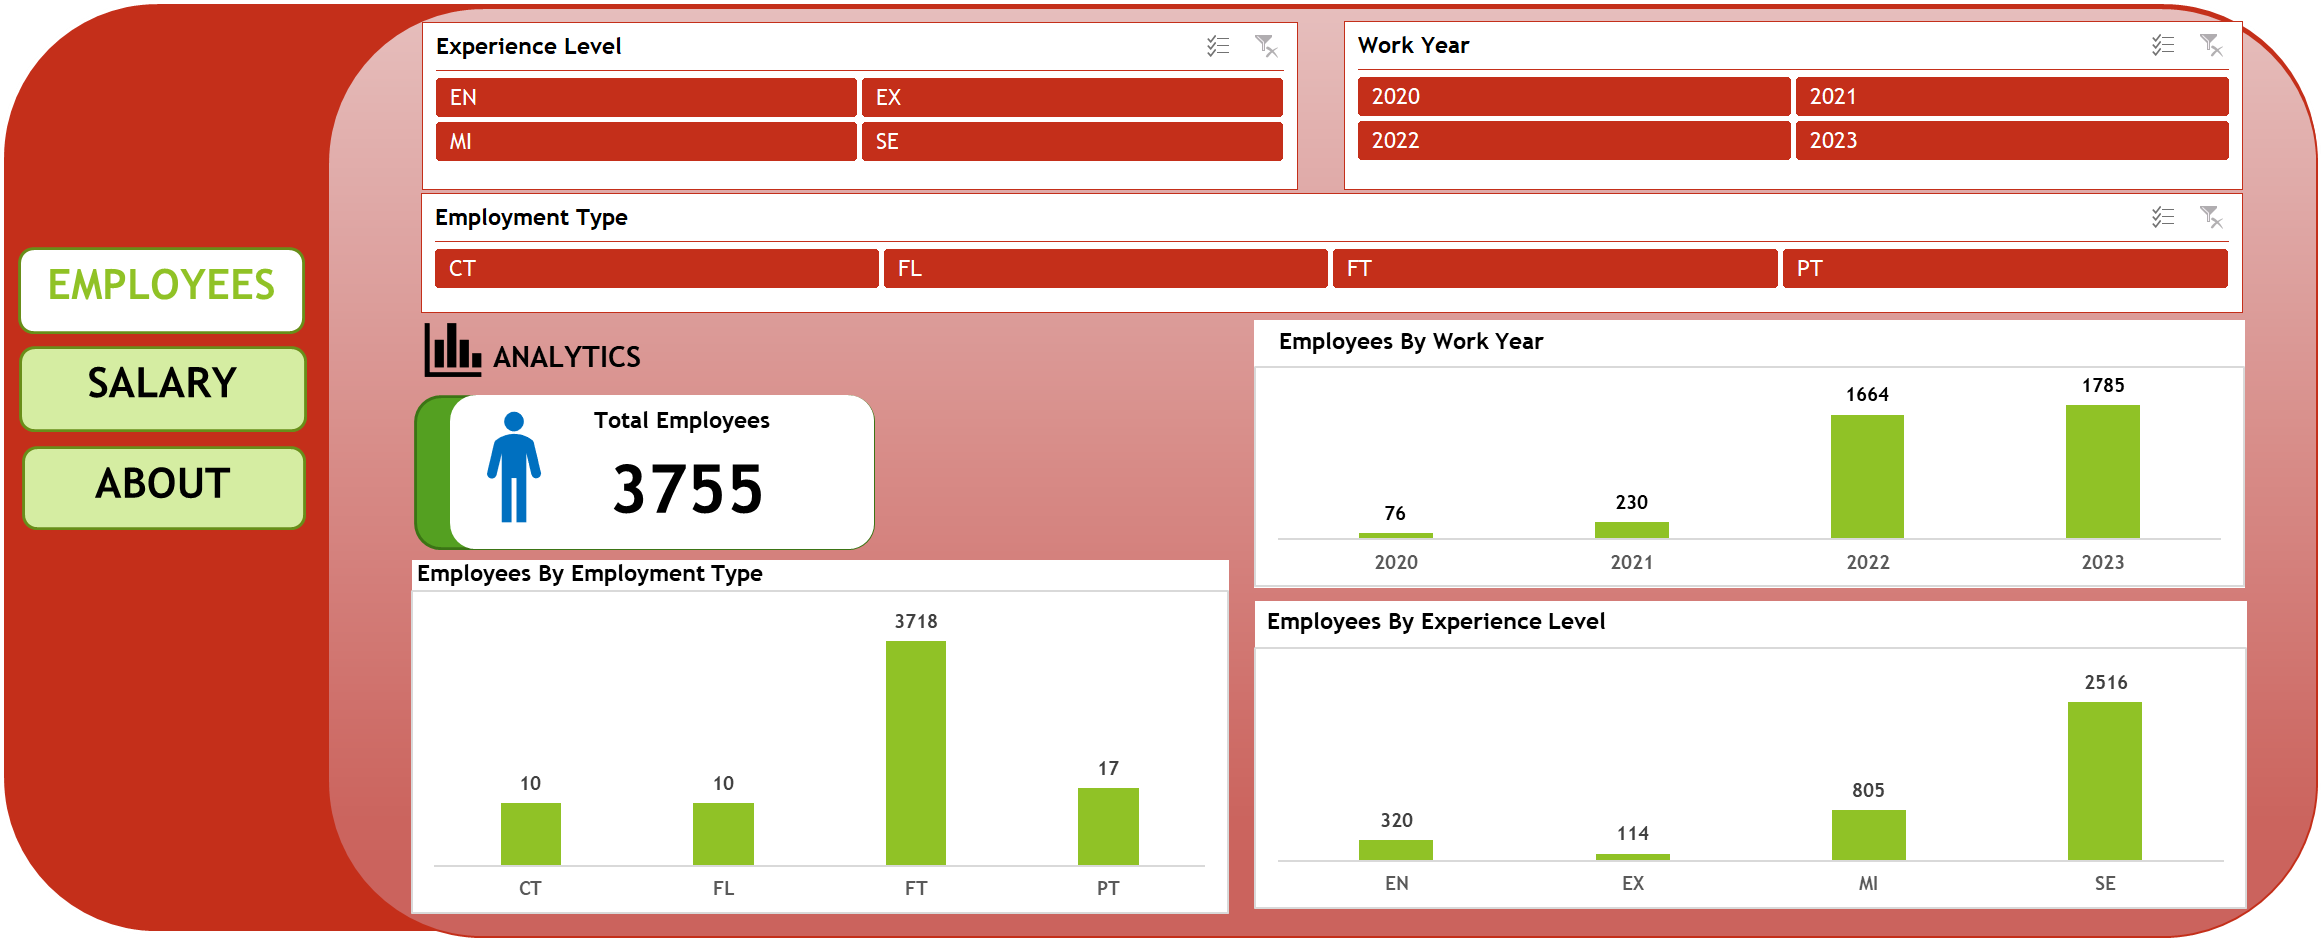 Experience Level
EN
EX
MI
SE
Work Year
2020
2021
2022
2023
Employment Type
CT
FL
FT
PT
EMPLOYEES
SALARY
ABOUT
ANALYTICS
Total Employees
3755
Employees By Work Year
76
230
1664
1785
2020
2021
2022
2023
Employees By Employment Type
10
10
3718
17
CT
FL
FT
PT
Employees By Experience Level
320
114
805
2516
EN
EX
MI
SE